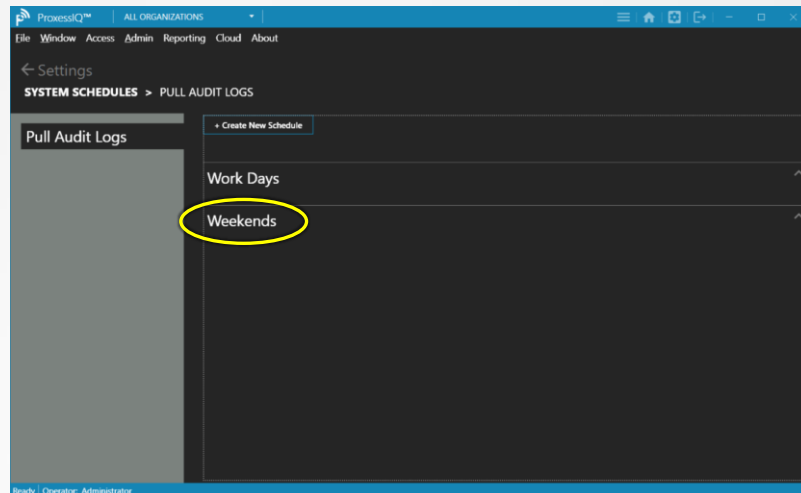 ProxessIQ™ ALL ORGANIZATIONS
File Window Access Admin Reporting Cloud About
Settings
SYSTEM SCHEDULES > PULL AUDIT LOGS
Pull Audit Logs
+ Create New Schedule
Work Days
Weekends
Ready Operator: Administrator